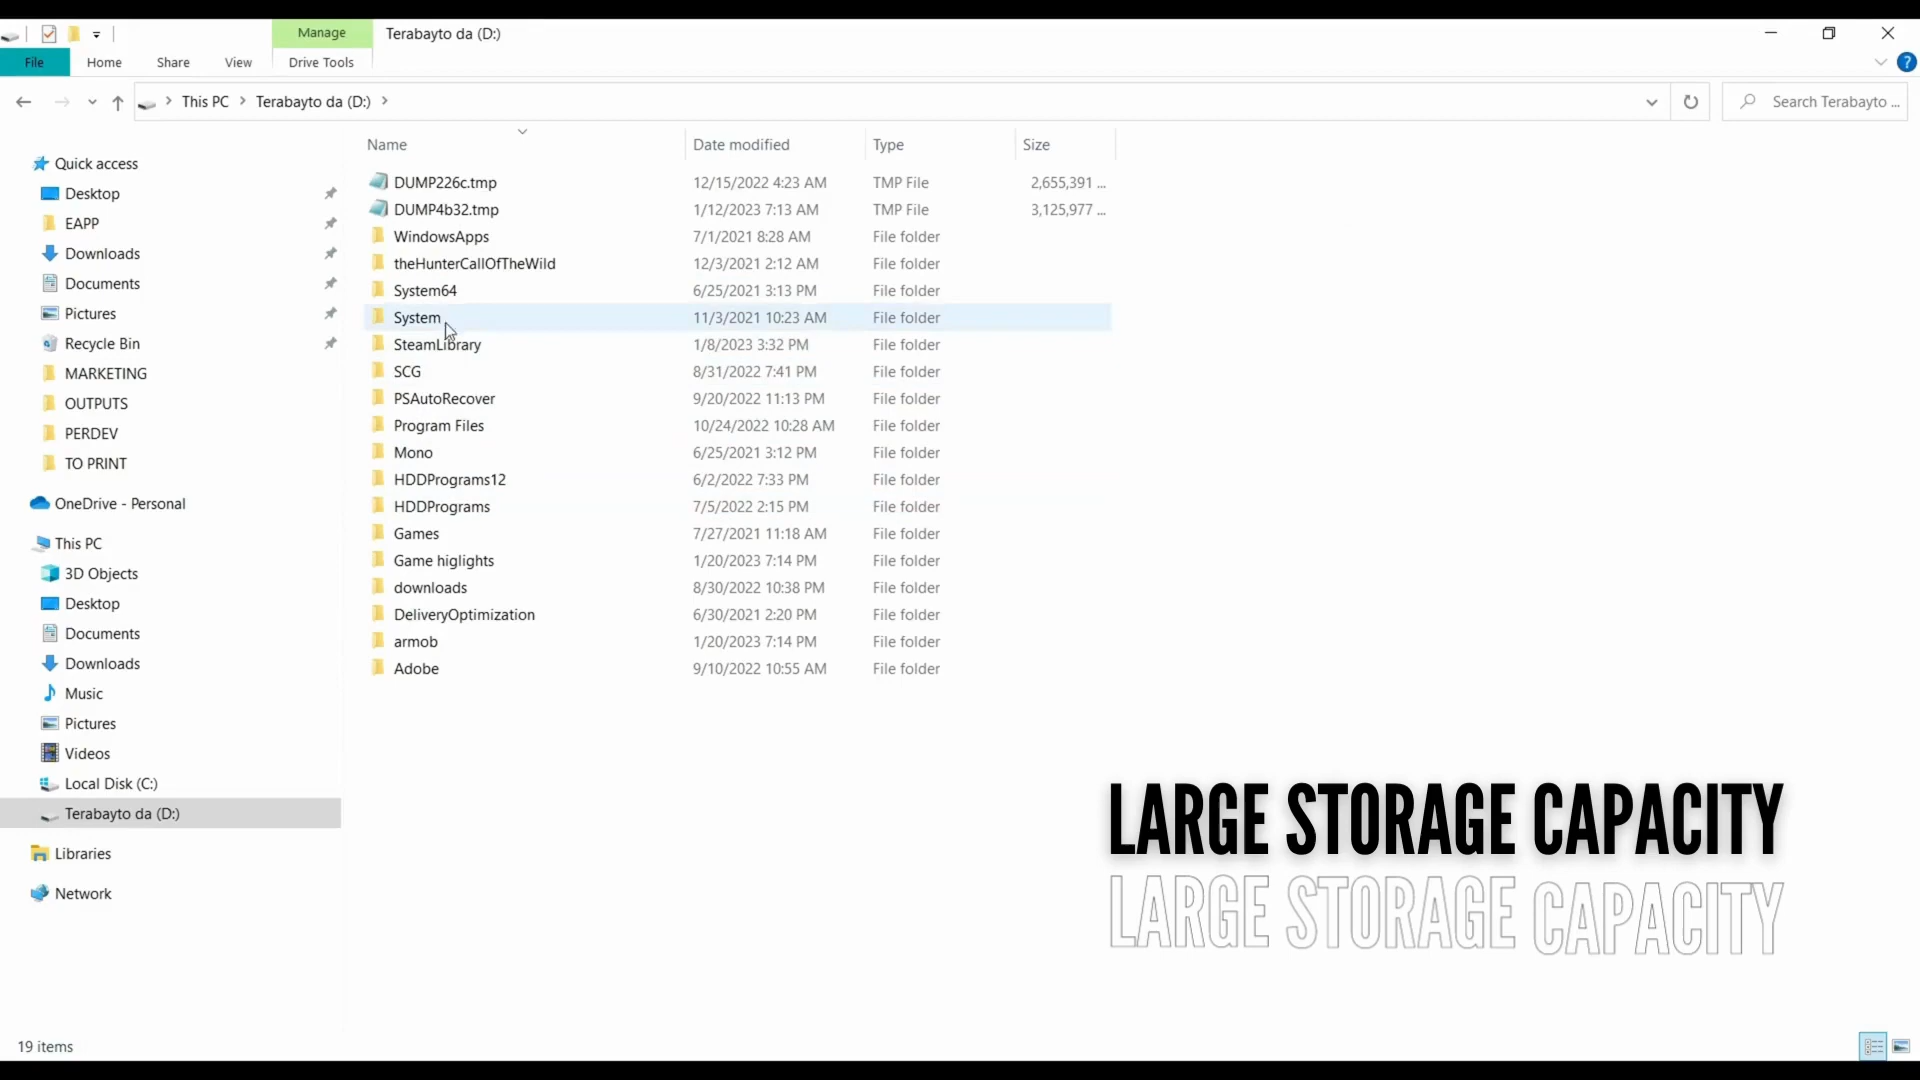 Manage
Terabayto da (D:)
File
Home
Share
View
Drive Tools
?
This PC
Terabayto da (D:)
Search Terabayto ...
Name
Date modified
Type
Size
Quick access
Desktop
EAPP
Downloads
Documents
Pictures
Recycle Bin
MARKETING
OUTPUTS
PERDEV
TO PRINT
OneDrive - Personal
This PC
3D Objects
Desktop
Documents
Downloads
Music
Pictures
Videos
Local Disk (C:)
Terabayto da (D:)
Libraries
Network
DUMP226c.tmp 12/15/2022 4:23 AM TMP File 2,655,391 ...
DUMP4b32.tmp 1/12/2023 7:13 AM TMP File 3,125,977 ...
WindowsApps 7/1/2021 8:28 AM File folder
theHunterCallOfTheWild 12/3/2021 2:12 AM File folder
System64 6/25/2021 3:13 PM File folder
System 11/3/2021 10:23 AM File folder
SteamLibrary 1/8/2023 3:32 PM File folder
SCG 8/31/2022 7:41 PM File folder
PSAutoRecover 9/20/2022 11:13 PM File folder
Program Files 10/24/2022 10:28 AM File folder
Mono 6/25/2021 3:12 PM File folder
HDDPrograms12 6/2/2022 7:33 PM File folder
HDDPrograms 7/5/2022 2:15 PM File folder
Games 7/27/2021 11:18 AM File folder
Game higlights 1/20/2023 7:14 PM File folder
downloads 8/30/2022 10:38 PM File folder
DeliveryOptimization 6/30/2021 2:20 PM File folder
armob 1/20/2023 7:14 PM File folder
Adobe 9/10/2022 10:55 AM File folder
LARGE STORAGE CAPACITY
LARGE STORAGE CAPACITY
19 items